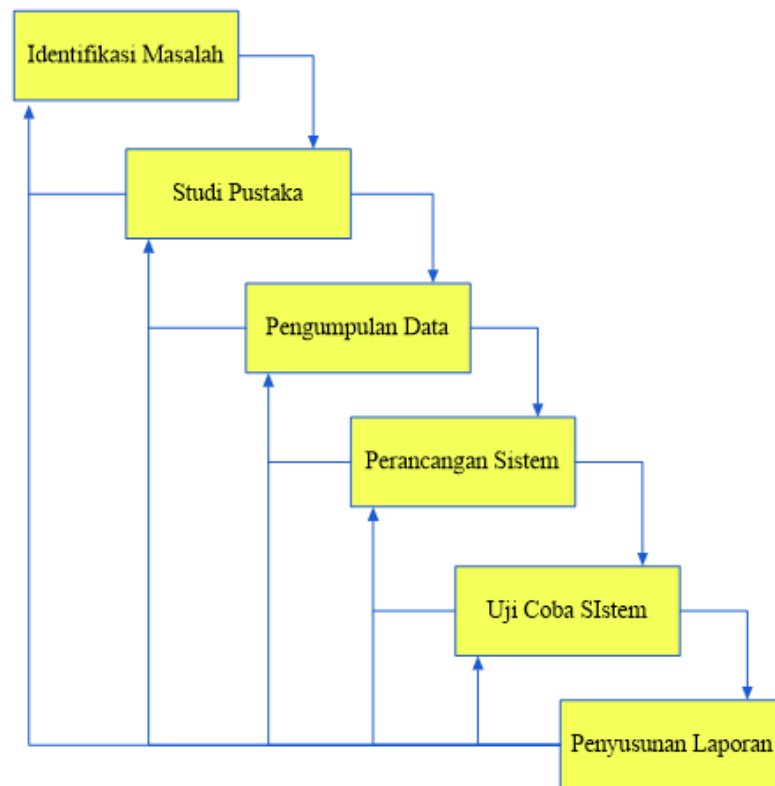 Identifikasi Masalah
Studi Pustaka
Pengumpulan Data
Perancangan Sistem
Uji Coba SIstem
Penyusunan Laporan